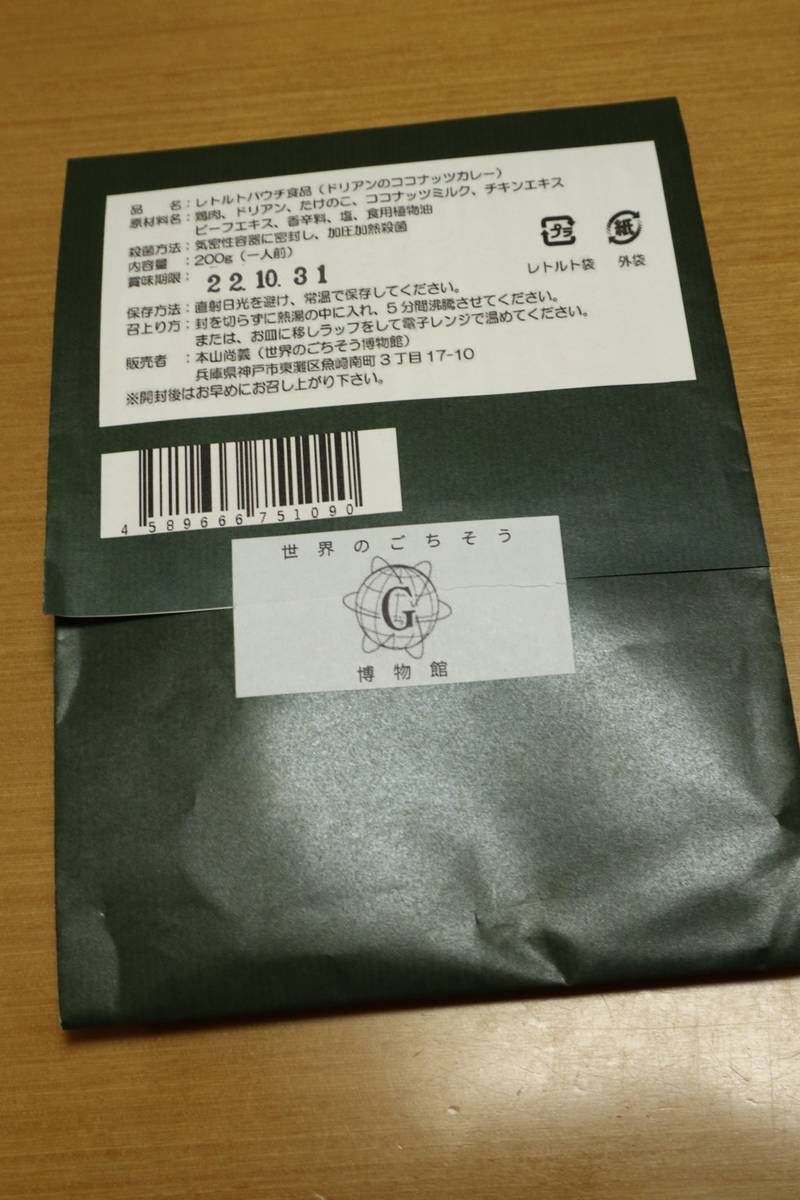 品　　名：レトルトパウチ食品（ドリアンのココナッツカレー）
原材料名：鶏肉、ドリアン、たけのこ、ココナッツミルク、チキンエキス
ビーフエキス、香辛料、塩、食用植物油
殺菌方法：気密性容器に密封し、加圧加熱殺菌
内容量　：200g（一人前）
賞味期限：22.10.31
プラ
レトルト袋
紙
外袋
保存方法：直射日光を避け、常温で保存してください。
召上り方：封を切らずに熱湯の中に入れ、5分間沸騰させてください。
または、お皿に移しラップをして電子レンジで温めてください。
販売者　：本山尚義（世界のごちそう博物館）
兵庫県神戸市東灘区魚崎南町3丁目17-10
※開封後はお早めにお召し上がり下さい。
4 589666 751090
世界のごちそう
G
博物館